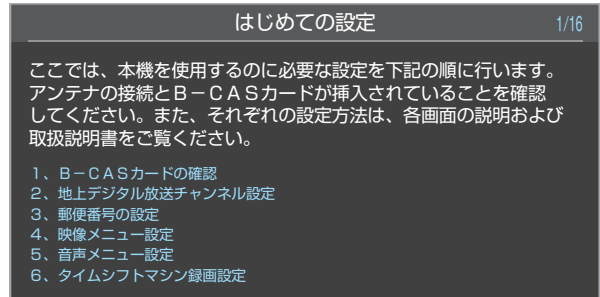 はじめての設定 1/16
ここでは、本機を使用するのに必要な設定を下記の順に行います。
アンテナの接続とB－CASカードが挿入されていることを確認
してください。また、それぞれの設定方法は、各画面の説明および
取扱説明書をご覧ください。
1、B－CASカードの確認
2、地上デジタル放送チャンネル設定
3、郵便番号の設定
4、映像メニュー設定
5、音声メニュー設定
6、タイムシフトマシン録画設定